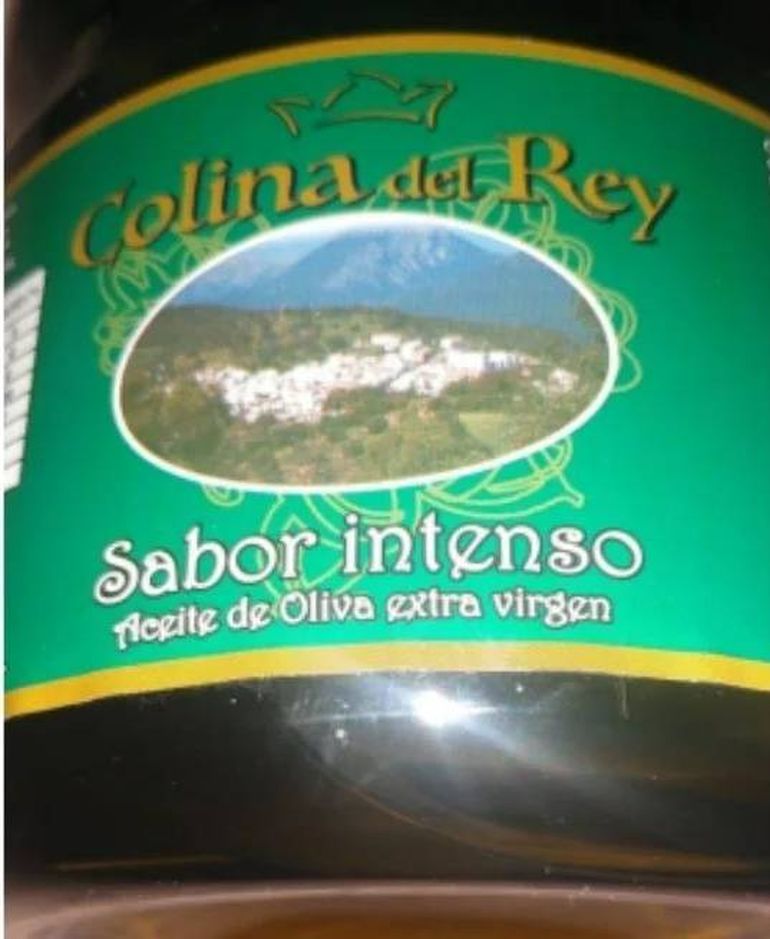 Colina del Rey
Sabor intenso
Aceite de Oliva extra virgen